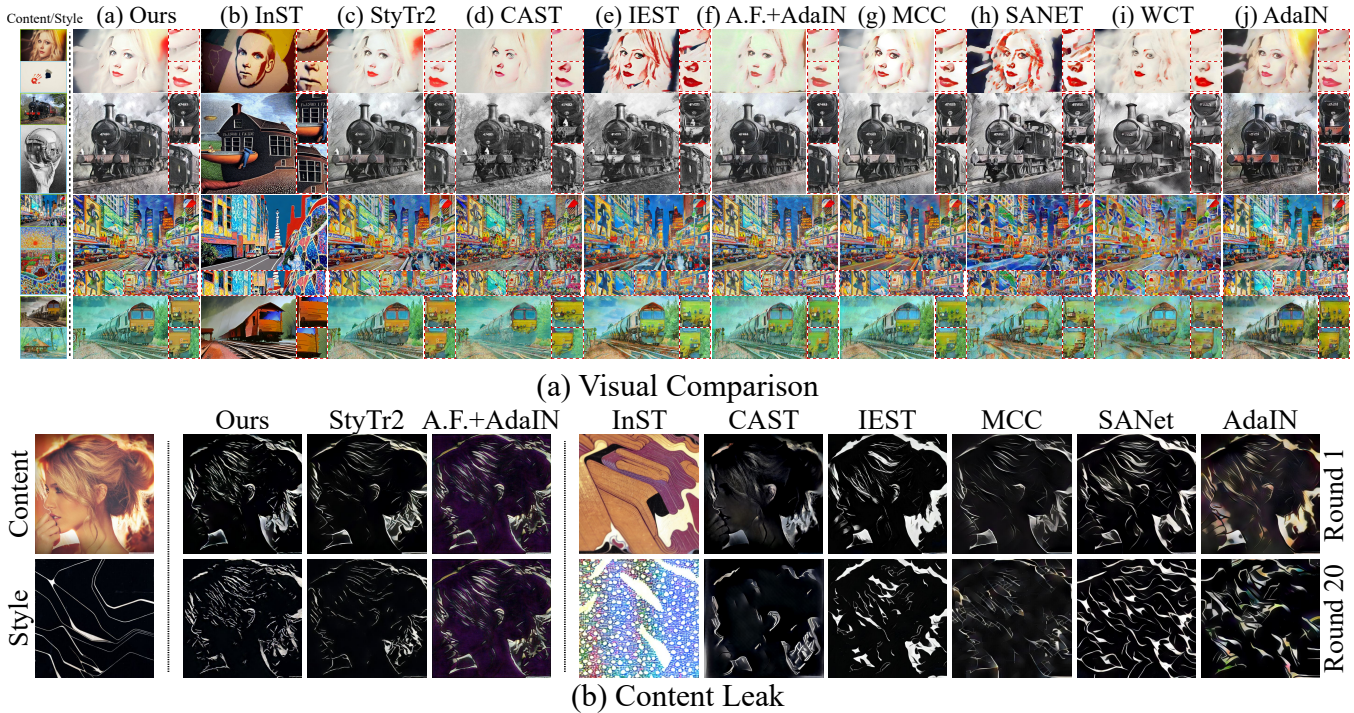 Content/Style (a) Ours (b) InST (c) StyTr2 (d) CAST (e) IEST (f) A.F.+AdaIN (g) MCC (h) SANET (i) WCT (j) AdaIN
(a) Visual Comparison
Ours StyTr2 A.F.+AdaIN InST CAST IEST MCC SANet AdaIN
Content
Round 1
Style
Round 20
(b) Content Leak